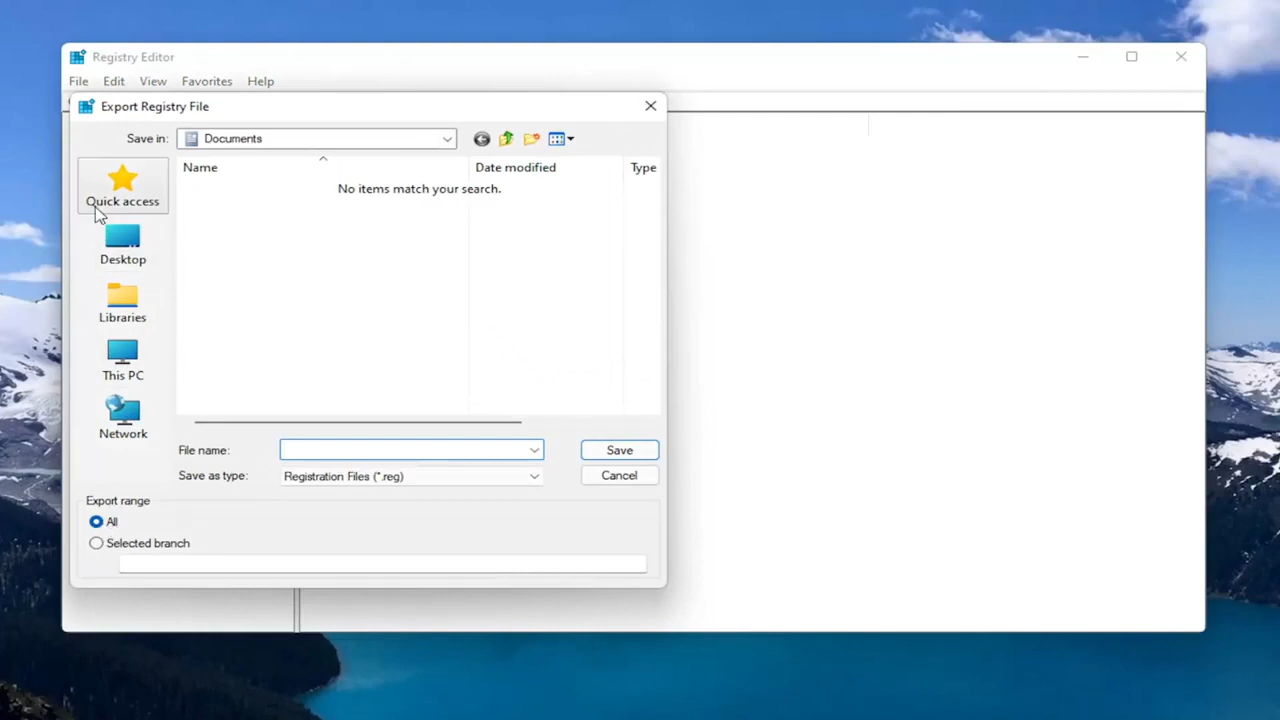 Registry Editor
File Edit View Favorites Help
Export Registry File
Save in: Documents
Name Date modified Type
No items match your search.
Quick access
Desktop
Libraries
This PC
Network
File name: Save
Save as type: Registration Files (*.reg) Cancel
Export range
All
Selected branch